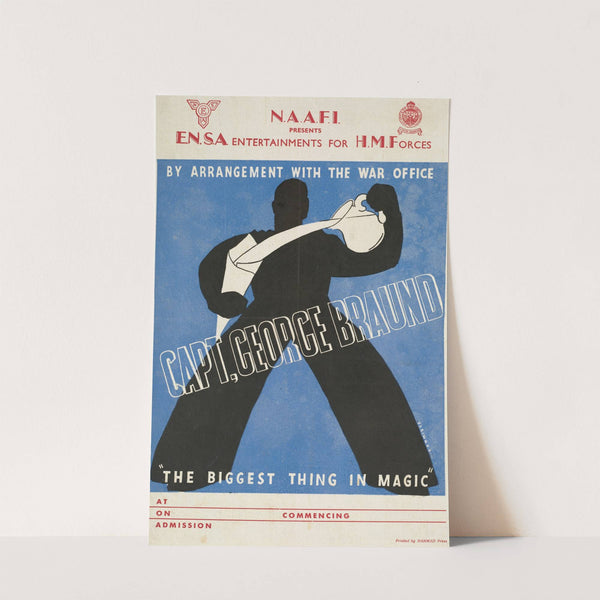 N.A.A.F.I.
PRESENTS
E.N.S.A. ENTERTAINMENTS FOR H.M.FORCES
BY ARRANGEMENT WITH THE WAR OFFICE
CAPT. GEORGE BRAUND
"THE BIGGEST THING IN MAGIC"
AT
ON COMMENCING
ADMISSION